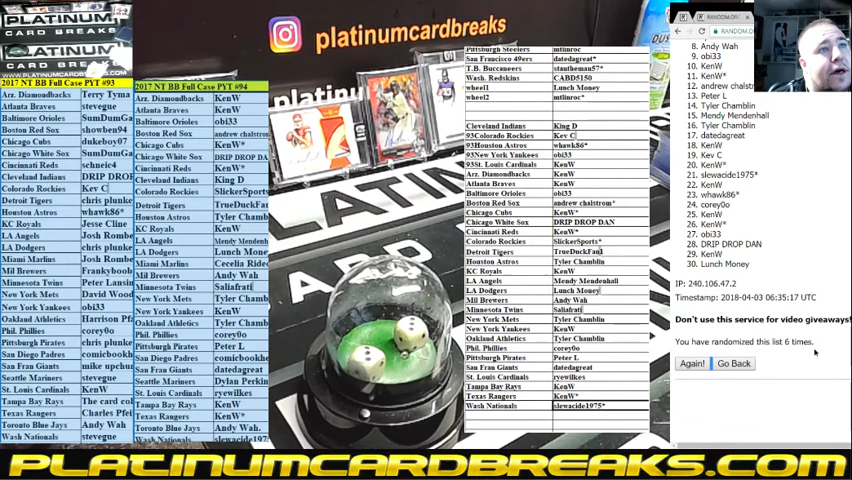 PLATINUM
CARD BREAKS
PLATINUM
CARD BREAKS
platinumcardbreaks
2017 NT BB Full Case PYT #93
Arz. Diamondbacks Terry Tyma
Atlanta Braves stevegue
Baltimore Orioles SumDumGa
Boston Red Sox showben94
Chicago Cubs dukeboy07
Chicago White Sox SumDumGa
Cincinnati Reds schneic4
Cleveland Indians DRIP DROP
Colorado Rockies Kev C
Detroit Tigers chris plunke
Houston Astros whawk86*
KC Royals Jesse Cline
LA Angels Josh Rombe
LA Dodgers chris plunke
Miami Marlins Josh Rombe
Mil Brewers Frankyboob
Minnesota Twins Peter Lansin
New York Mets David Wood
New York Yankees obi33
Oakland Athletics Harrison Pf
Phil. Phillies corey0o
Pittsburgh Pirates chris plunke
San Diego Padres comicbookh
San Fran Giants mike upchu
Seattle Mariners stevegue
St. Louis Cardinals KenW
Tampa Bay Rays The card col
Texas Rangers Charles Pfei
Toronto Blue Jays Andy Wah
Wash Nationals stevegue
2017 NT BB Full Case PYT #94
Arz. Diamondbacks KenW
Atlanta Braves KenW
Baltimore Orioles obi33
Boston Red Sox andrew chalstrom
Chicago Cubs KenW*
Chicago White Sox DRIP DROP DA
Cincinnati Reds KenW*
Cleveland Indians King D
Colorado Rockies SlickerSports
Detroit Tigers TrueDuckFan
Houston Astros Tyler Chamb
KC Royals KenW
LA Angels Mendy Mendenh
LA Dodgers Lunch Mone
Miami Marlins Cecelia Ride
Mil Brewers Andy Wah
Minnesota Twins Saliafrati
New York Mets Tyler Chamb
New York Yankees KenW
Oakland Athletics Tyler Chamb
Phil. Phillies corey0o
Pittsburgh Pirates Peter L
San Diego Padres comicbookhe
San Fran Giants datedgreat
Seattle Mariners Dylan Perkin
St. Louis Cardinals ryewilkes
Tampa Bay Rays KenW
Texas Rangers KenW*
Toronto Blue Jays Andy Wah.
Wash Nationals slewacide197
Pittsburgh Steelers mtlinroc*
San Francisco 49ers datedgreat*
T.B. Buccaneers stantheman57*
Wash. Redskins CABD5150
wheel1 Lunch Money
wheel2 mtlinroc*
Cleveland Indians King D
93Colorado Rockies Kev C
93Houston Astros whawk86*
93New York Yankees obi33
93St. Louis Cardinals KenW
Arz. Diamondbacks KenW
Atlanta Braves KenW
Baltimore Orioles obi33
Boston Red Sox andrew chalstrom*
Chicago Cubs KenW*
Chicago White Sox DRIP DROP DAN
Cincinnati Reds KenW*
Colorado Rockies SlickerSports*
Detroit Tigers TrueDuckFan
Houston Astros Tyler Chamblin
KC Royals KenW
LA Angels Mendy Mendenhall
LA Dodgers Lunch Money
Mil Brewers Andy Wah
Minnesota Twins Saliafrati
New York Mets Tyler Chamblin
New York Yankees KenW
Oakland Athletics Tyler Chamblin
Phil. Phillies corey0o
Pittsburgh Pirates Peter L
San Fran Giants datedgreat
St. Louis Cardinals ryewilkes
Tampa Bay Rays KenW
Texas Rangers KenW*
Wash Nationals slewacide1975*
RANDOM.OR
RANDOM.O
8. Andy Wah
9. obi33
10. KenW
11. KenW*
12. andrew chalstro
13. Peter L
14. Tyler Chamblin
15. Mendy Mendenhall
16. Tyler Chamblin
17. datedgreat
18. KenW
19. Kev C
20. KenW*
21. slewacide1975*
22. KenW
23. whawk86*
24. corey0o
25. KenW
26. KenW*
27. obi33
28. DRIP DROP DAN
29. KenW
30. Lunch Money
IP: 240.106.47.2
Timestamp: 2018-04-03 06:35:17 UTC
Don't use this service for video giveaways!
You have randomized this list 6 times.
Again! Go Back
PLATINUMCARDBREAKS.COM